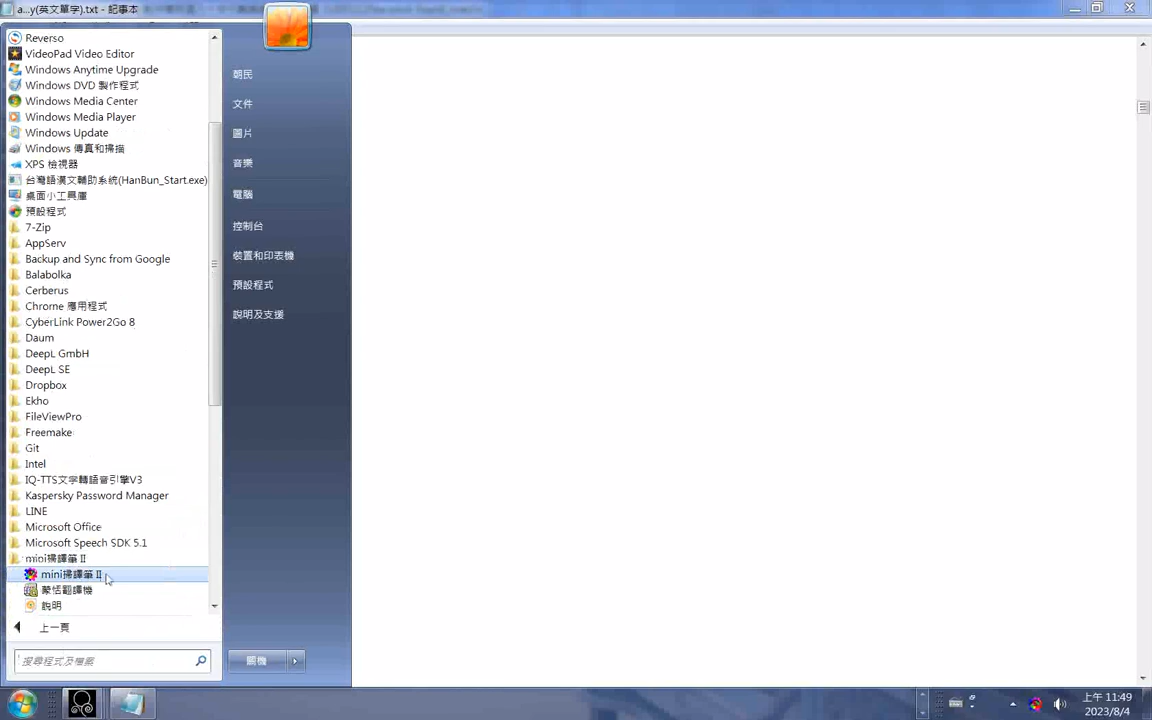 a...y(英文單字).txt - 記事本
Reverso
VideoPad Video Editor
Windows Anytime Upgrade
Windows DVD 製作程式
Windows Media Center
Windows Media Player
Windows Update
Windows 傳真和掃描
XPS 檢視器
台灣語漢文輔助系統(HanBun_Start.exe)
桌面小工具庫
預設程式
7-Zip
AppServ
Backup and Sync from Google
Balabolka
Cerberus
Chrome 應用程式
CyberLink Power2Go 8
Daum
DeepL GmbH
DeepL SE
Dropbox
Ekho
FileViewPro
Freemake
Git
Intel
IQ-TTS文字轉語音引擎V3
Kaspersky Password Manager
LINE
Microsoft Office
Microsoft Speech SDK 5.1
mini掃譯筆 II
mini掃譯筆 II
蒙恬翻譯機
說明
上一頁
搜尋程式及檔案
朝民
文件
圖片
音樂
電腦
控制台
裝置和印表機
預設程式
說明及支援
關機
上午 11:49
2023/8/4